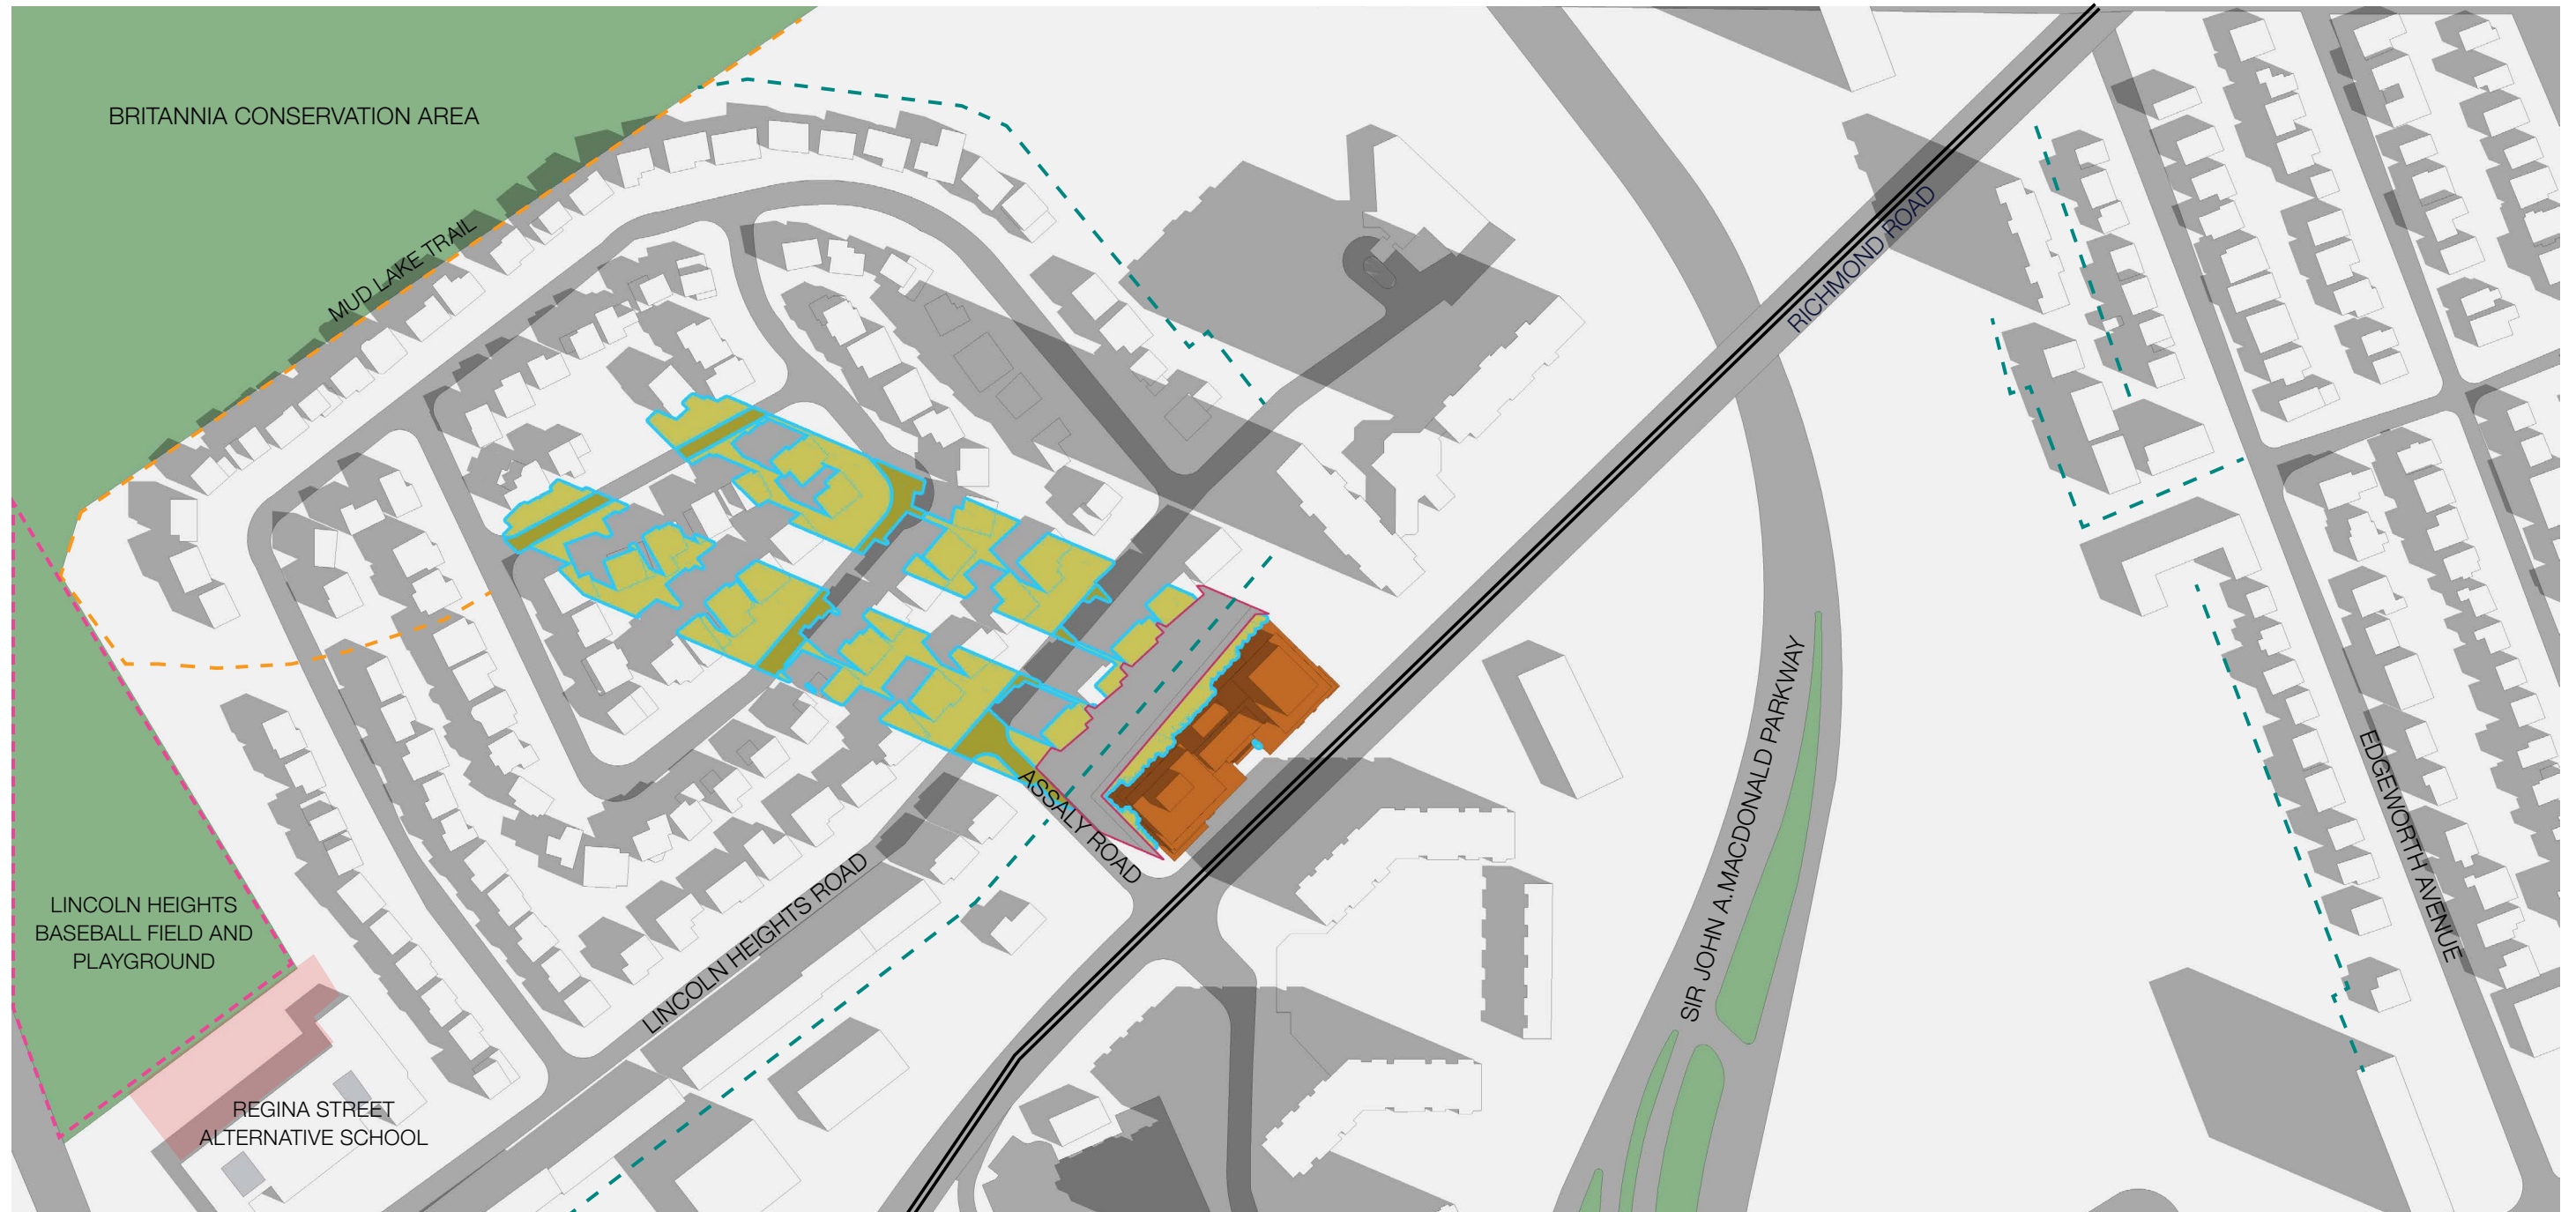 BRITANNIA CONSERVATION AREA
MUD LAKE TRAIL
RICHMOND ROAD
SIR JOHN A.MACDONALD PARKWAY
EDGEWORTH AVENUE
ASSALY ROAD
LINCOLN HEIGHTS ROAD
LINCOLN HEIGHTS
BASEBALL FIELD AND
PLAYGROUND
REGINA STREET
ALTERNATIVE SCHOOL